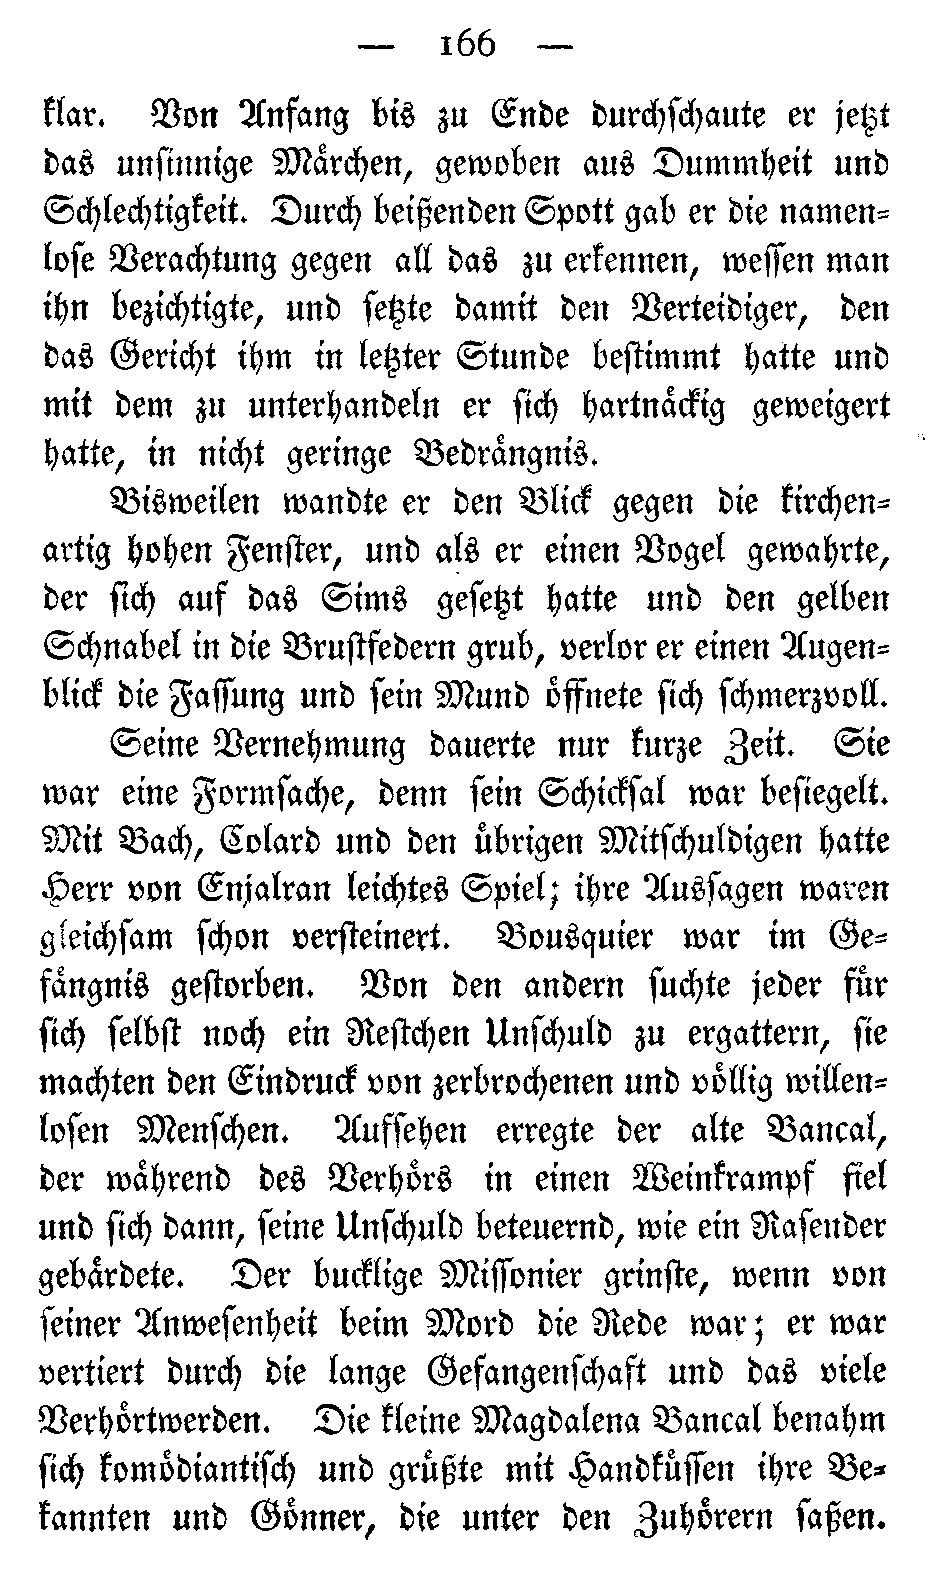 — 166 —
klar. Von Anfang bis zu Ende durchschaute er jetzt
das unsinnige Märchen, gewoben aus Dummheit und
Schlechtigkeit. Durch beißenden Spott gab er die namen=
lose Verachtung gegen all das zu erkennen, wessen man
ihn bezichtigte, und setzte damit den Verteidiger, den
das Gericht ihm in letzter Stunde bestimmt hatte und
mit dem zu unterhandeln er sich hartnäckig geweigert
hatte, in nicht geringe Bedrängnis.
Bisweilen wandte er den Blick gegen die kirchen=
artig hohen Fenster, und als er einen Vogel gewahrte,
der sich auf das Sims gesetzt hatte und den gelben
Schnabel in die Brustfedern grub, verlor er einen Augen=
blick die Fassung und sein Mund öffnete sich schmerzvoll.
Seine Vernehmung dauerte nur kurze Zeit. Sie
war eine Formsache, denn sein Schicksal war besiegelt.
Mit Bach, Colard und den übrigen Mitschuldigen hatte
Herr von Enjalran leichtes Spiel; ihre Aussagen waren
gleichsam schon versteinert. Bousquier war im Ge=
fängnis gestorben. Von den andern suchte jeder für
sich selbst noch ein Restchen Unschuld zu ergattern, sie
machten den Eindruck von zerbrochenen und völlig willen=
losen Menschen. Aufsehen erregte der alte Bancal,
der während des Verhörs in einen Weinkrampf fiel
und sich dann, seine Unschuld beteuernd, wie ein Rasender
gebärdete. Der bucklige Missonier grinste, wenn von
seiner Anwesenheit beim Mord die Rede war; er war
vertiert durch die lange Gefangenschaft und das viele
Verhörtwerden. Die kleine Magdalena Bancal benahm
sich komödiantisch und grüßte mit Handküssen ihre Be=
kannten und Gönner, die unter den Zuhörern saßen.